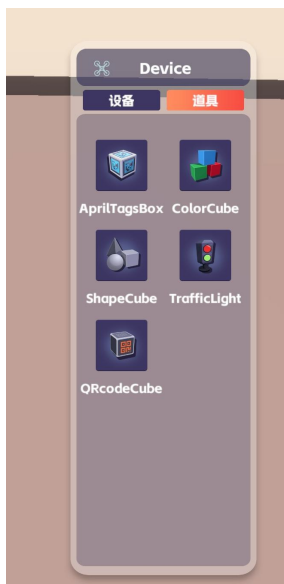 Device
设备 道具
AprilTagsBox ColorCube
ShapeCube TrafficLight
QRcodeCube